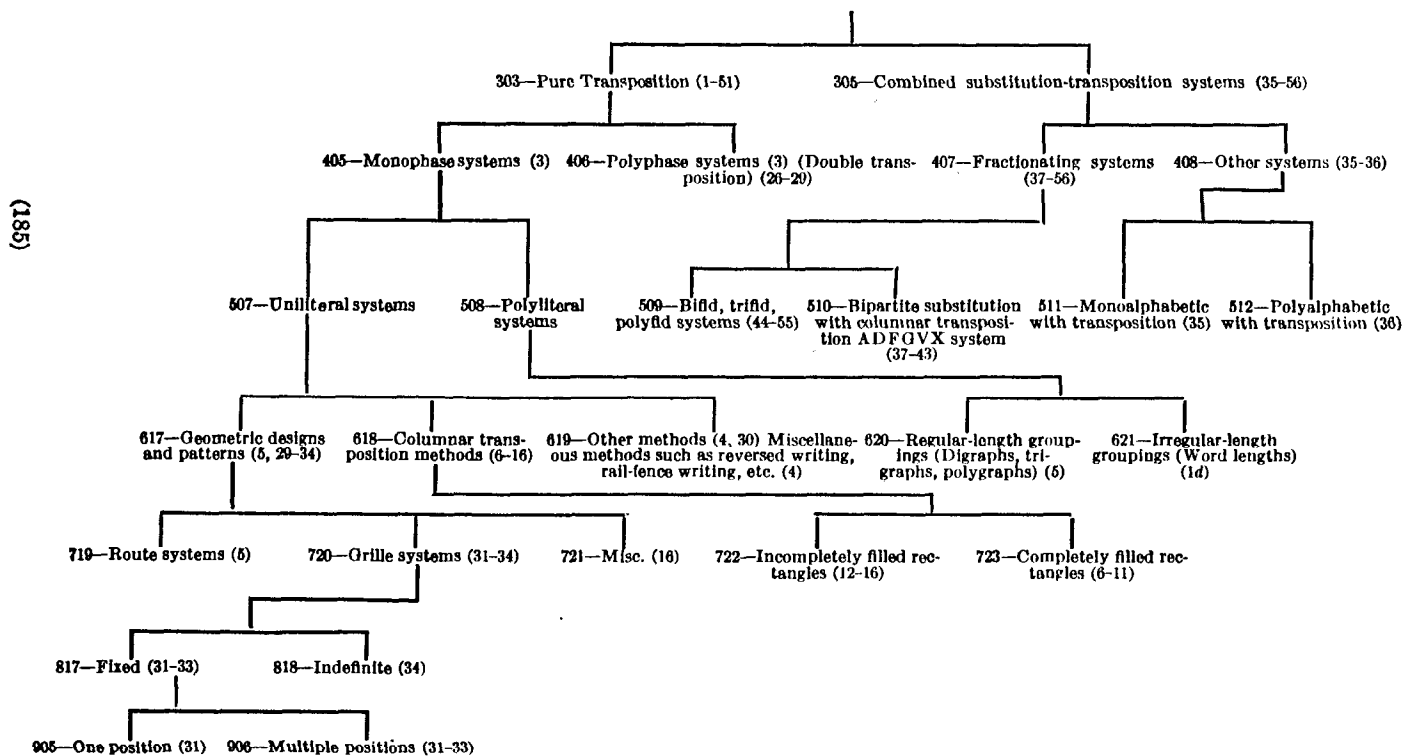 303—Pure Transposition (1-51)
305—Combined substitution-transposition systems (35-56)
405—Monophase systems (3)
406—Polyphase systems (3) (Double trans-
position) (26-29)
407—Fractionating systems
(37-56)
408—Other systems (35-36)
(185)
507—Uniliteral systems
508—Polyliteral
systems
509—Bifid, trifid,
polyfid systems (44-55)
510—Bipartite substitution
with columnar transposi-
tion ADFGVX system
(37-43)
511—Monoalphabetic
with transposition (35)
512—Polyalphabetic
with transposition (36)
617—Geometric designs
and patterns (5, 29-34)
618—Columnar trans-
position methods (6-16)
619—Other methods (4, 30) Miscellane-
ous methods such as reversed writing,
rail-fence writing, etc. (4)
620—Regular-length group-
ings (Digraphs, tri-
graphs, polygraphs) (5)
621—Irregular-length
groupings (Word lengths)
(1d)
719—Route systems (5)
720—Grille systems (31-34)
721—Misc. (16)
722—Incompletely filled rec-
tangles (12-16)
723—Completely filled rec-
tangles (6-11)
817—Fixed (31-33)
818—Indefinite (34)
905—One position (31)
906—Multiple positions (31-33)